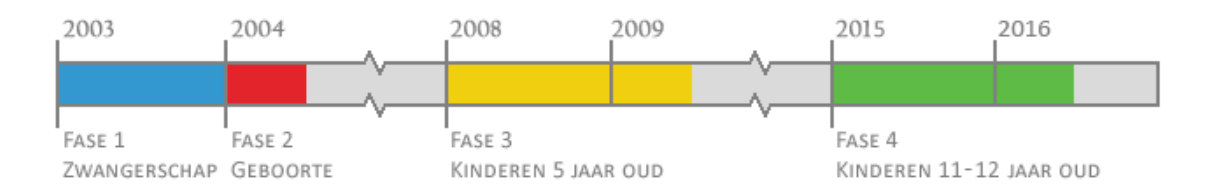 2003 2004 2008 2009 2015 2016
FASE 1 FASE 2 FASE 3 FASE 4
ZWANGERSCHAP GEBOORTE KINDEREN 5 JAAR OUD KINDEREN 11-12 JAAR OUD